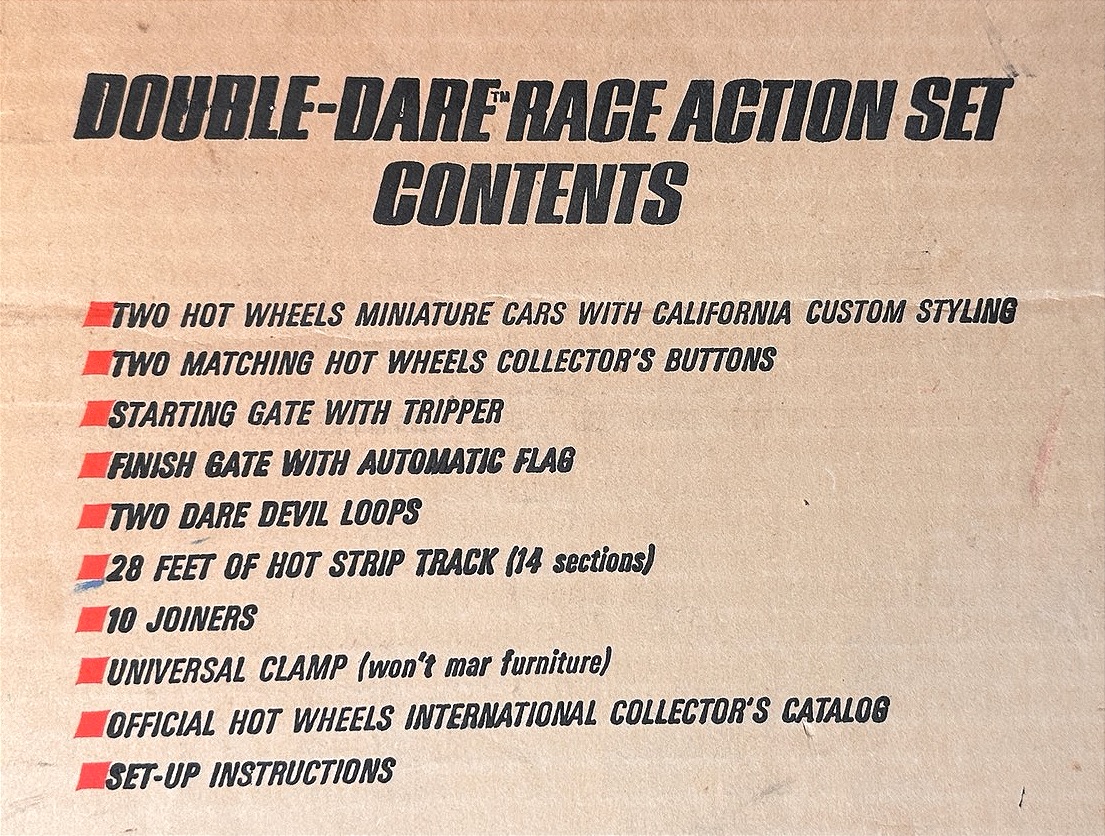 DOUBLE-DARE™ RACE ACTION SET
CONTENTS
TWO HOT WHEELS MINIATURE CARS WITH CALIFORNIA CUSTOM STYLING
TWO MATCHING HOT WHEELS COLLECTOR'S BUTTONS
STARTING GATE WITH TRIPPER
FINISH GATE WITH AUTOMATIC FLAG
TWO DARE DEVIL LOOPS
28 FEET OF HOT STRIP TRACK (14 sections)
10 JOINERS
UNIVERSAL CLAMP (won't mar furniture)
OFFICIAL HOT WHEELS INTERNATIONAL COLLECTOR'S CATALOG
SET-UP INSTRUCTIONS